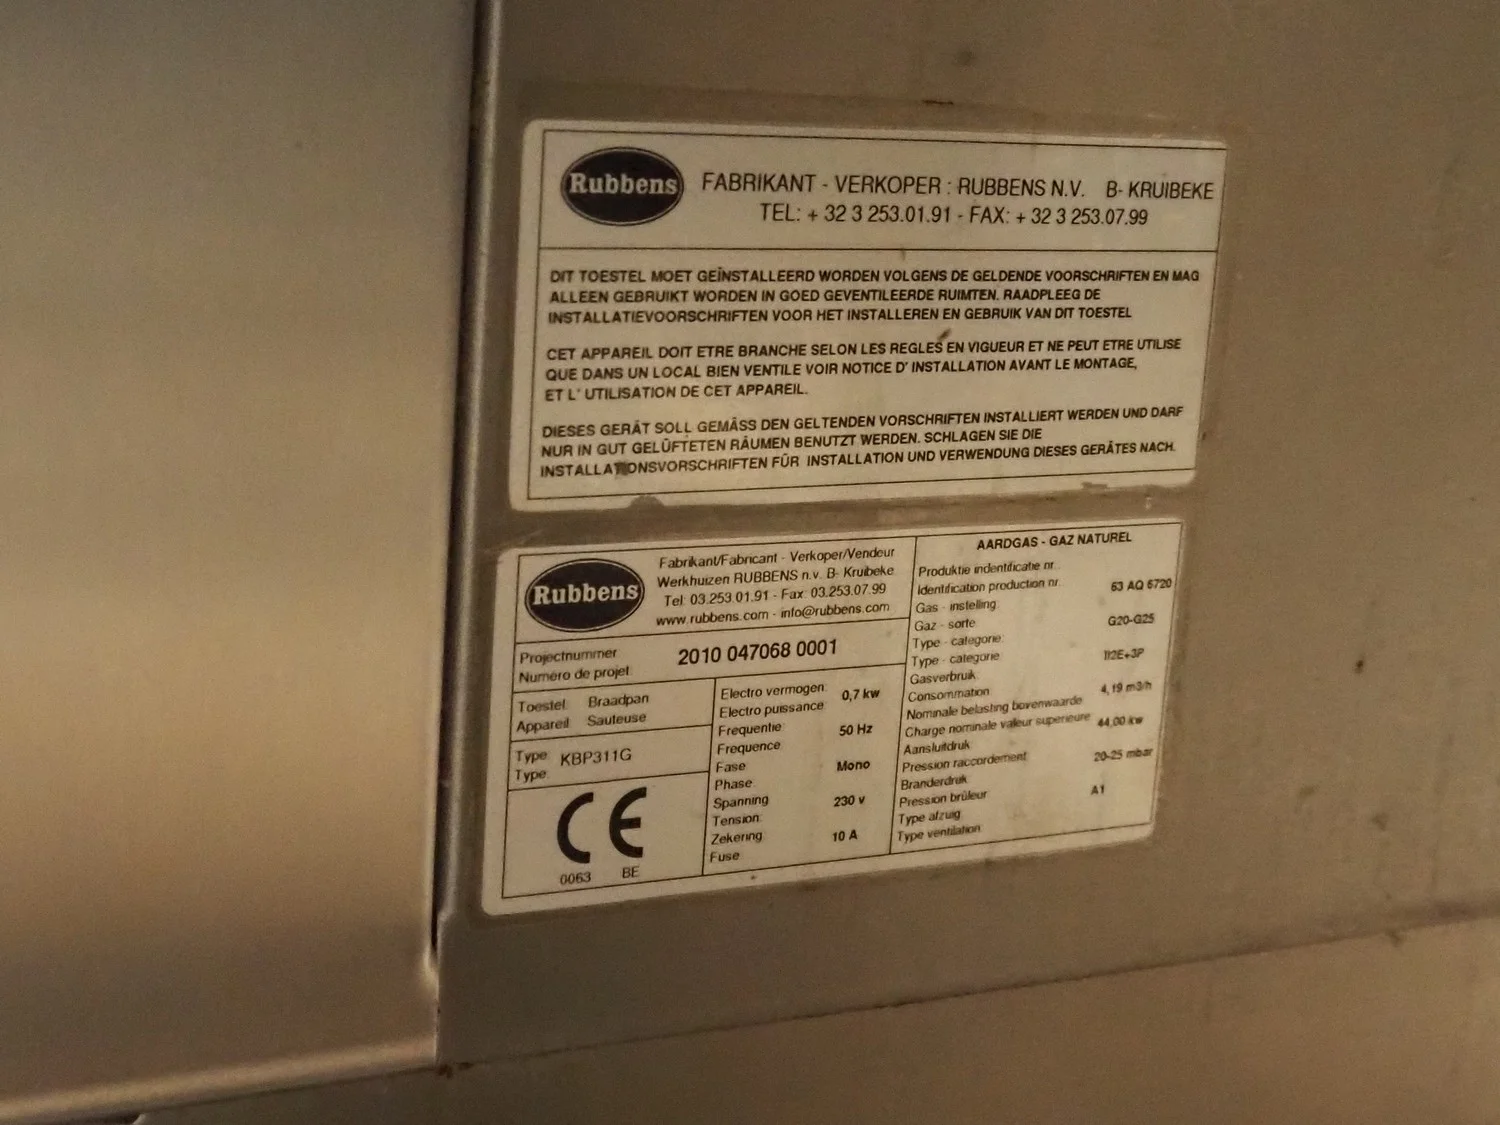 Rubbens
FABRIKANT - VERKOPER : RUBBENS N.V. B- KRUIBEKE
TEL: + 32 3 253.01.91 - FAX: + 32 3 253.07.99
DIT TOESTEL MOET GEÏNSTALLEERD WORDEN VOLGENS DE GELDENDE VOORSCHRIFTEN EN MAG
ALLEEN GEBRUIKT WORDEN IN GOED GEVENTILEERDE RUIMTEN. RAADPLEEG DE
INSTALLATIEVOORSCHRIFTEN VOOR HET INSTALLEREN EN GEBRUIK VAN DIT TOESTEL
CET APPAREIL DOIT ETRE BRANCHE SELON LES REGLES EN VIGUEUR ET NE PEUT ETRE UTILISE
QUE DANS UN LOCAL BIEN VENTILE VOIR NOTICE D' INSTALLATION AVANT LE MONTAGE,
ET L' UTILISATION DE CET APPAREIL.
DIESES GERÄT SOLL GEMÄSS DEN GELTENDEN VORSCHRIFTEN INSTALLIERT WERDEN UND DARF
NUR IN GUT GELÜFTETEN RÄUMEN BENUTZT WERDEN. SCHLAGEN SIE DIE
INSTALLATIONSVORSCHRIFTEN FÜR INSTALLATION UND VERWENDUNG DIESES GERÄTES NACH.
Rubbens
Fabrikant/Fabricant - Verkoper/Vendeur
Werkhuizen RUBBENS n.v. B- Kruibeke
Tel: 03.253.01.91 - Fax: 03.253.07.99
www.rubbens.com - info@rubbens.com
Projectnummer
Numero de projet
2010 047068 0001
Toestel Braadpan
Appareil Sauteuse
Type
Type
KBP311G
CE
0063 BE
Electro vermogen
Electro puissance
0,7 kw
Frequentie
Frequence
50 Hz
Fase
Phase
Mono
Spanning
Tension
230 v
Zekering
Fuse
10 A
AARDGAS - GAZ NATUREL
Produktie indentificatie nr.
Identification production nr.
63 AQ 6720
Gas - instelling
Gaz - sorte
G20-G25
Type - categorie
Type - categorie
II2E+3P
Gasverbruik
Consommation
4,19 m3/h
Nominale belasting bovenwaarde
Charge nominale valeur superieure
44,00 kw
Aansluitdruk
Pression raccordement
20-25 mbar
Branderdruk
Pression brûleur
Type afzuig
Type ventilation
A1